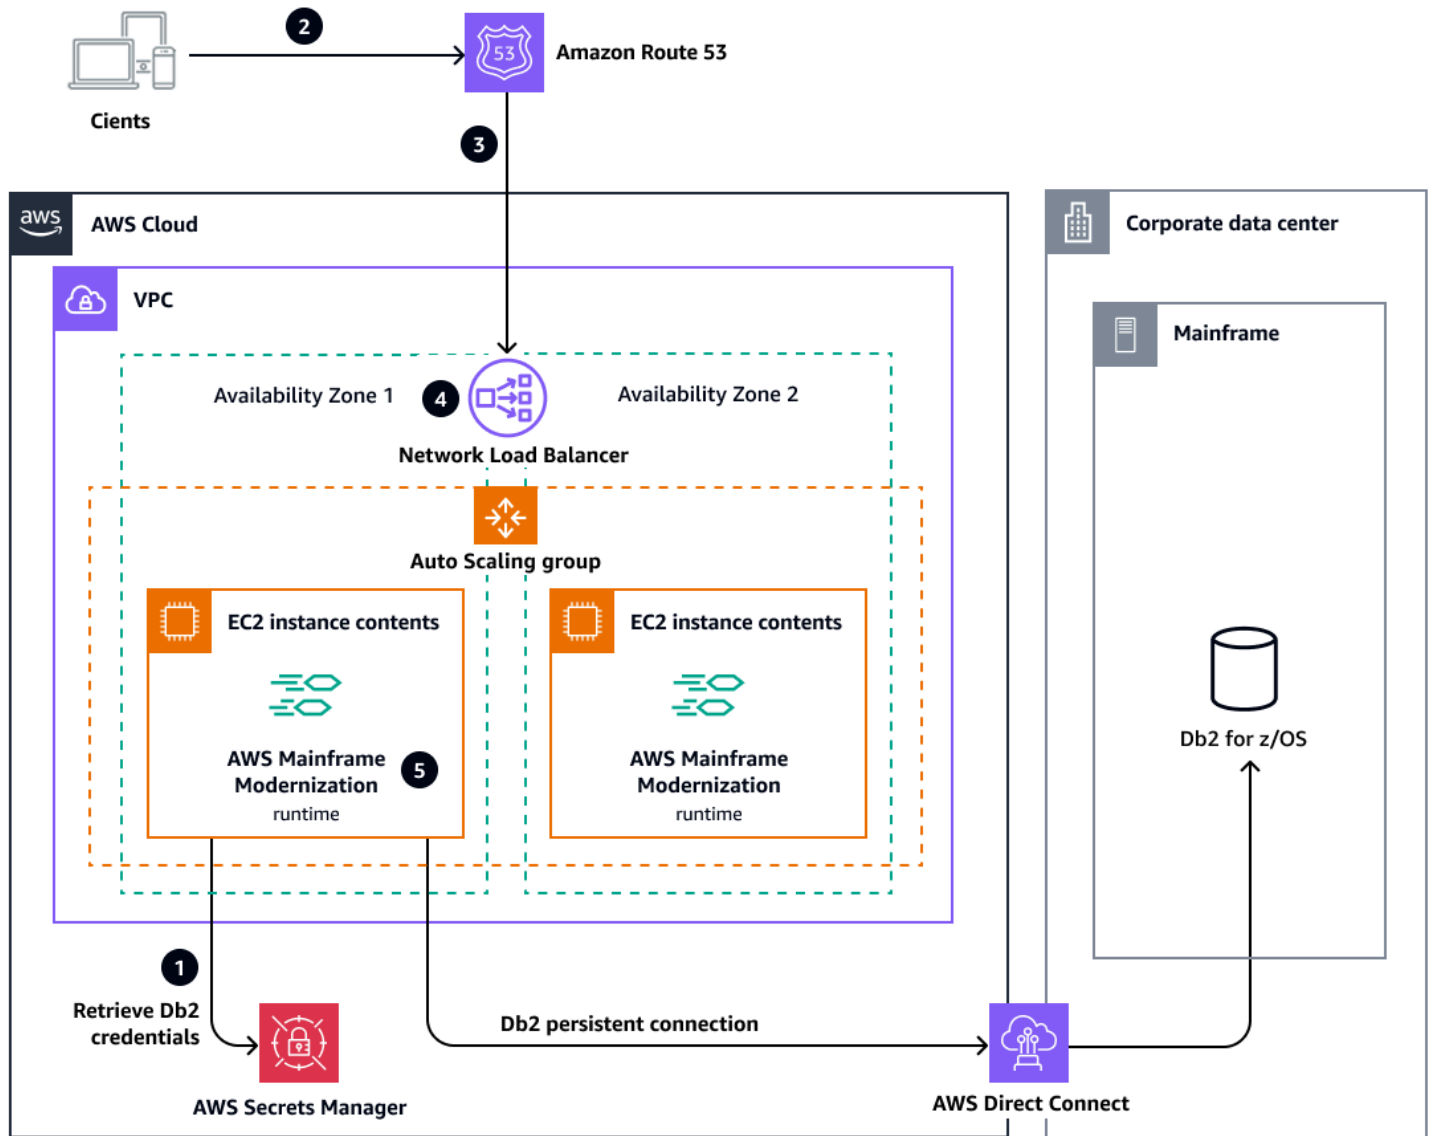 2
53
Amazon Route 53
Cients
3
aws
AWS Cloud
Corporate data center
VPC
Mainframe
Availability Zone 1
4
Availability Zone 2
Network Load Balancer
Auto Scaling group
EC2 instance contents
EC2 instance contents
AWS Mainframe
Modernization
runtime
5
AWS Mainframe
Modernization
runtime
Db2 for z/OS
1
Retrieve Db2
credentials
Db2 persistent connection
AWS Secrets Manager
AWS Direct Connect